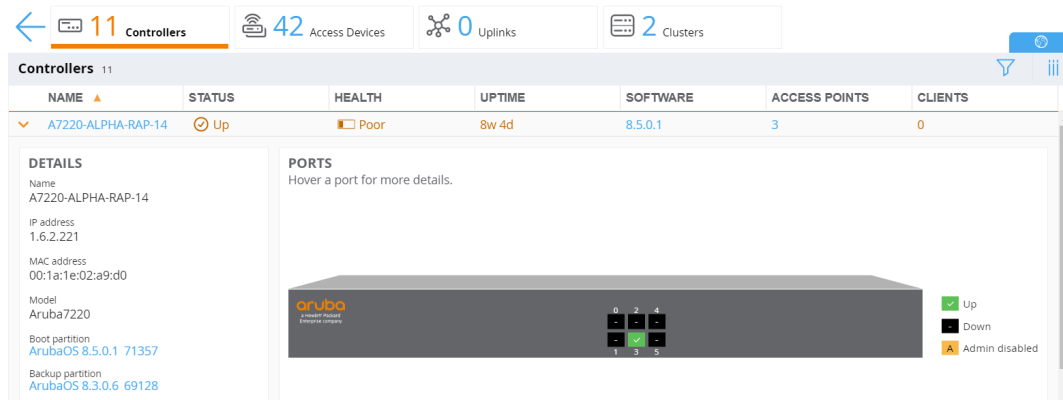 11 Controllers
42 Access Devices
0 Uplinks
2 Clusters
Controllers 11
NAME ▲ STATUS HEALTH UPTIME SOFTWARE ACCESS POINTS CLIENTS
A7220-ALPHA-RAP-14 Up Poor 8w 4d 8.5.0.1 3 0
DETAILS
Name
A7220-ALPHA-RAP-14
IP address
1.6.2.221
MAC address
00:1a:1e:02:a9:d0
Model
Aruba7220
Boot partition
ArubaOS 8.5.0.1 71357
Backup partition
ArubaOS 8.3.0.6 69128
PORTS
Hover a port for more details.
aruba
a Hewlett Packard
Enterprise company
0 2 4
- - -
- ✓ -
1 3 5
✓ Up
- Down
A Admin disabled